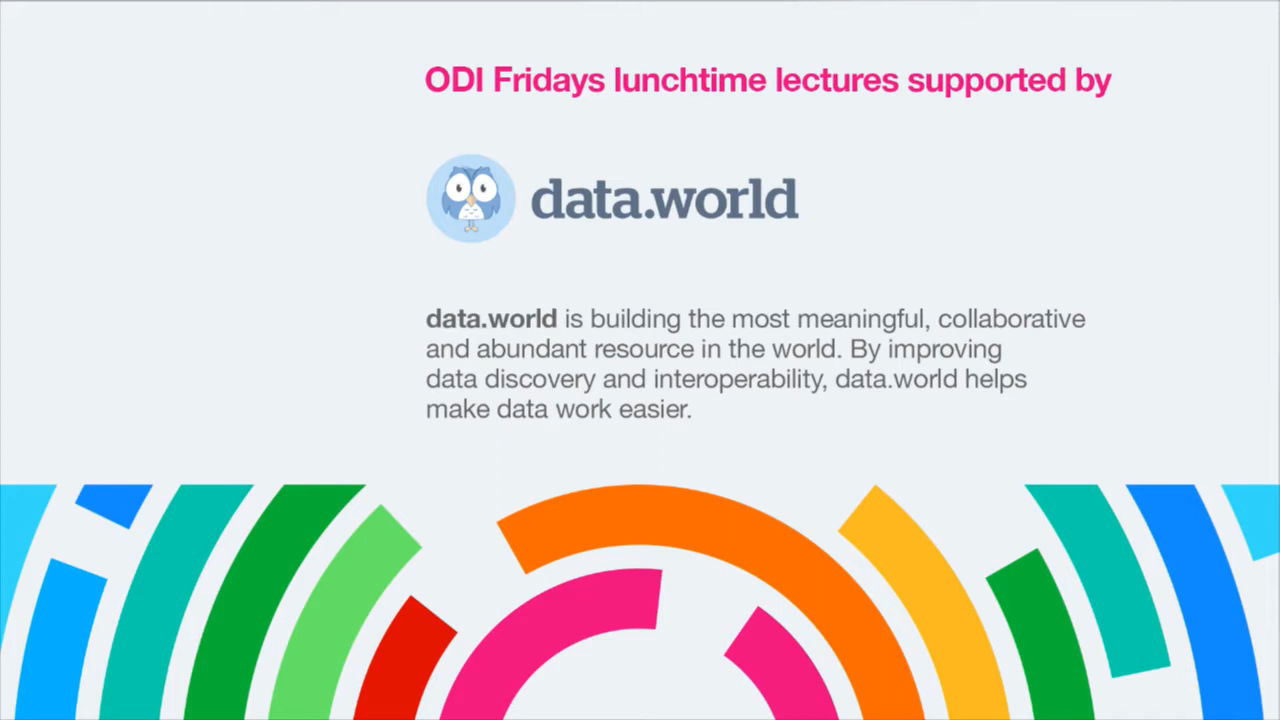 ODI Fridays lunchtime lectures supported by
data.world
data.world is building the most meaningful, collaborative
and abundant resource in the world. By improving
data discovery and interoperability, data.world helps
make data work easier.